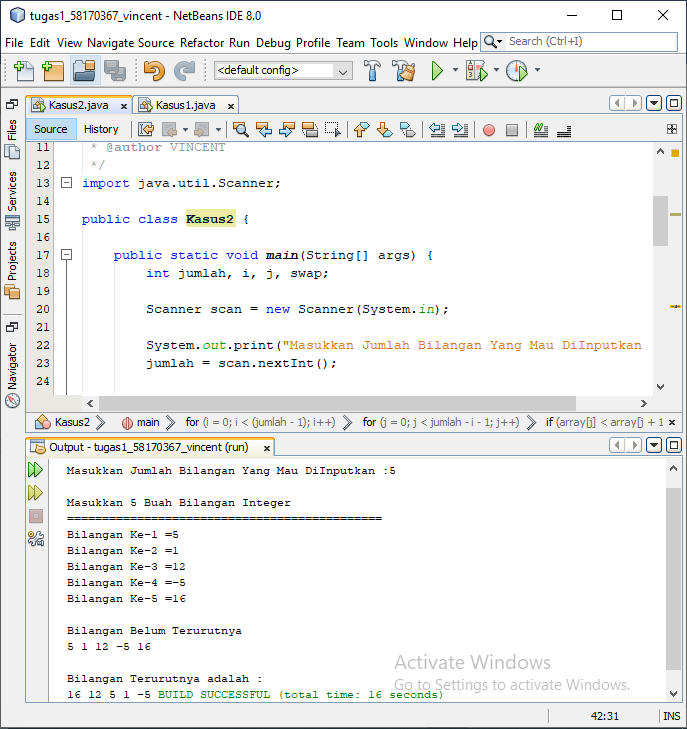 tugas1_58170367_vincent - NetBeans IDE 8.0
File Edit View Navigate Source Refactor Run Debug Profile Team Tools Window Help Search (Ctrl+I)
<default config>
Kasus2.java × Kasus1.java ×
Source History
Files
Services
Projects
Navigator
11 * @author VINCENT
12 */
13 import java.util.Scanner;
14
15 public class Kasus2 {
16
17 public static void main(String[] args) {
18 int jumlah, i, j, swap;
19
20 Scanner scan = new Scanner(System.in);
21
22 System.out.print("Masukkan Jumlah Bilangan Yang Mau DiInputkan
23 jumlah = scan.nextInt();
24
Kasus2 main for (i = 0; i < (jumlah - 1); i++) for (j = 0; j < jumlah - i - 1; j++) if (array[j] < array[j + 1 ×
Output - tugas1_58170367_vincent (run) ×
Masukkan Jumlah Bilangan Yang Mau DiInputkan :5
Masukkan 5 Buah Bilangan Integer
=============================================
Bilangan Ke-1 =5
Bilangan Ke-2 =1
Bilangan Ke-3 =12
Bilangan Ke-4 =-5
Bilangan Ke-5 =16
Bilangan Belum Terurutnya
5 1 12 -5 16
Bilangan Terurutnya adalah :
16 12 5 1 -5 BUILD SUCCESSFUL (total time: 16 seconds)
Activate Windows
Go to Settings to activate Windows.
42:31 INS